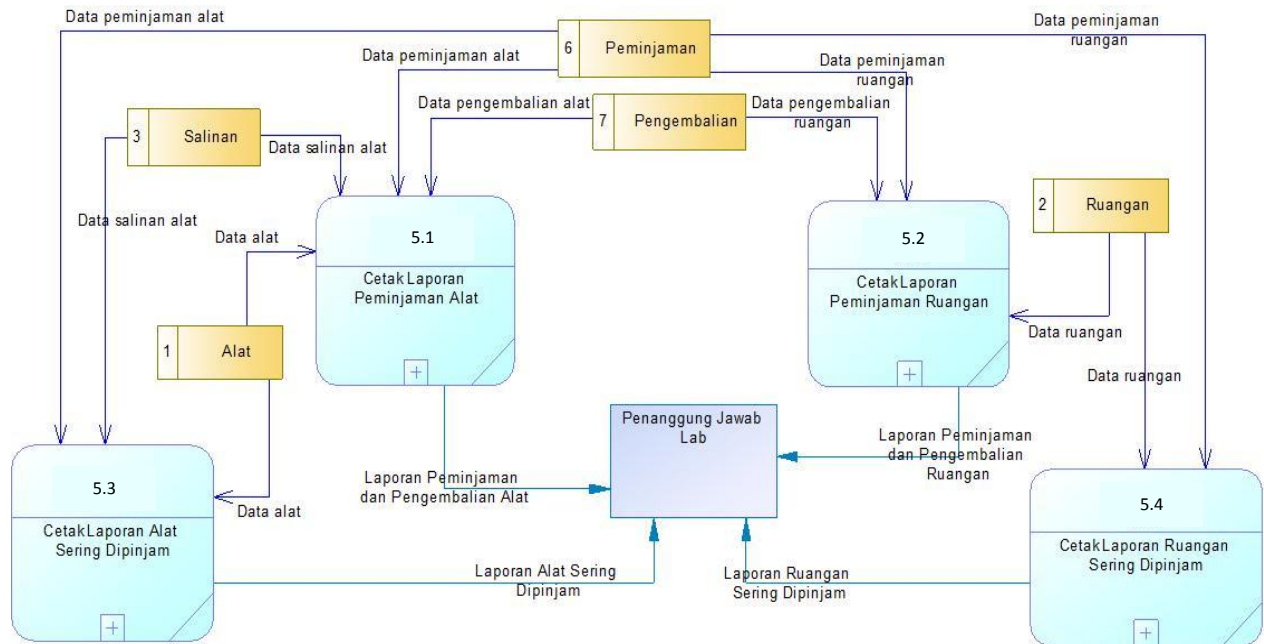 Data peminjaman alat
6
Peminjaman
Data peminjaman
ruangan
Data peminjaman alat
Data peminjaman
ruangan
Data pengembalian alat
7
Pengembalian
Data pengembalian
ruangan
3
Salinan
Data salinan alat
Data salinan alat
Data alat
5.1
Cetak Laporan
Peminjaman Alat
5.2
Cetak Laporan
Peminjaman Ruangan
2
Ruangan
Data ruangan
Data ruangan
1
Alat
Data alat
Penanggung Jawab
Lab
Laporan Peminjaman
dan Pengembalian Alat
Laporan Peminjaman
dan Pengembalian
Ruangan
5.3
Cetak Laporan Alat
Sering Dipinjam
5.4
Cetak Laporan Ruangan
Sering Dipinjam
Laporan Alat Sering
Dipinjam
Laporan Ruangan
Sering Dipinjam